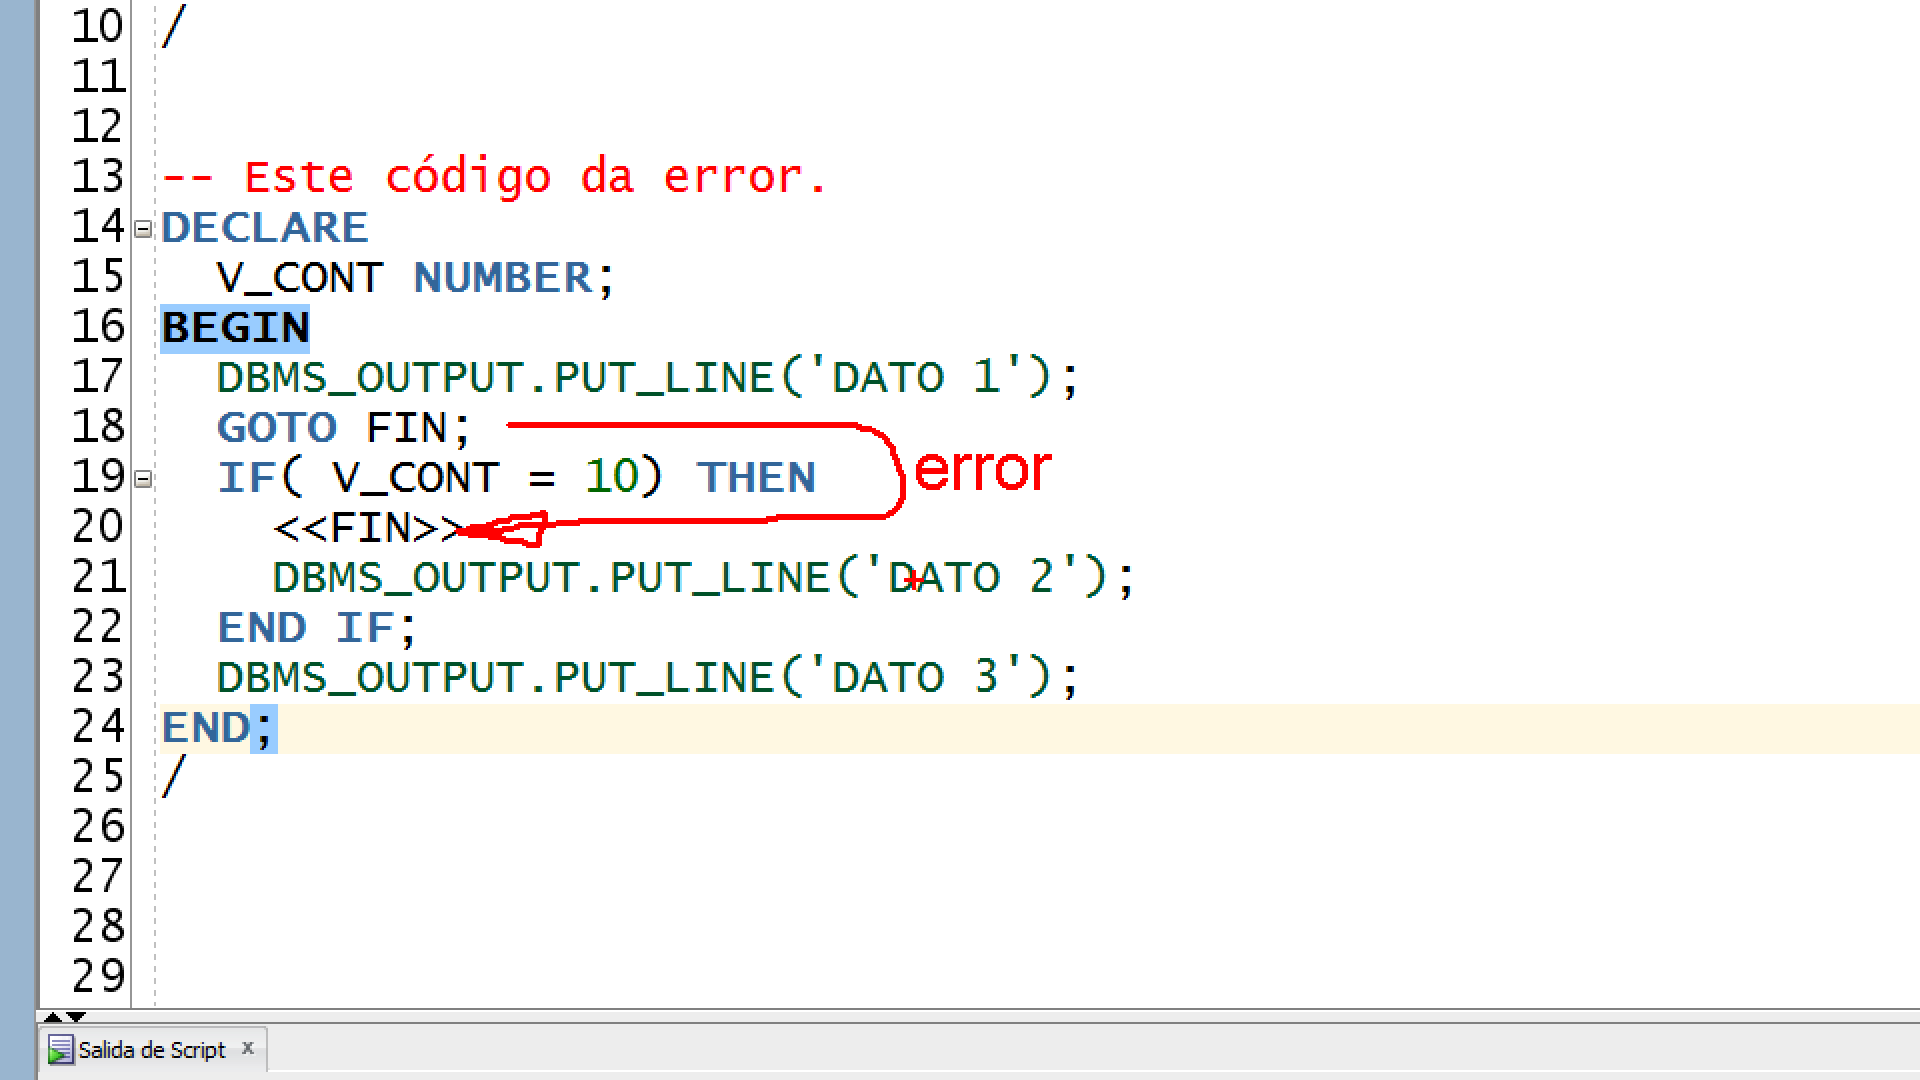 10 /
11
12
13 -- Este código da error.
14 DECLARE
15 V_CONT NUMBER;
16 BEGIN
17 DBMS_OUTPUT.PUT_LINE('DATO 1');
18 GOTO FIN;
19 IF( V_CONT = 10) THEN
error
20 <<FIN>>
21 DBMS_OUTPUT.PUT_LINE('DATO 2');
22 END IF;
23 DBMS_OUTPUT.PUT_LINE('DATO 3');
24 END;
25 /
26
27
28
29
Salida de Script x